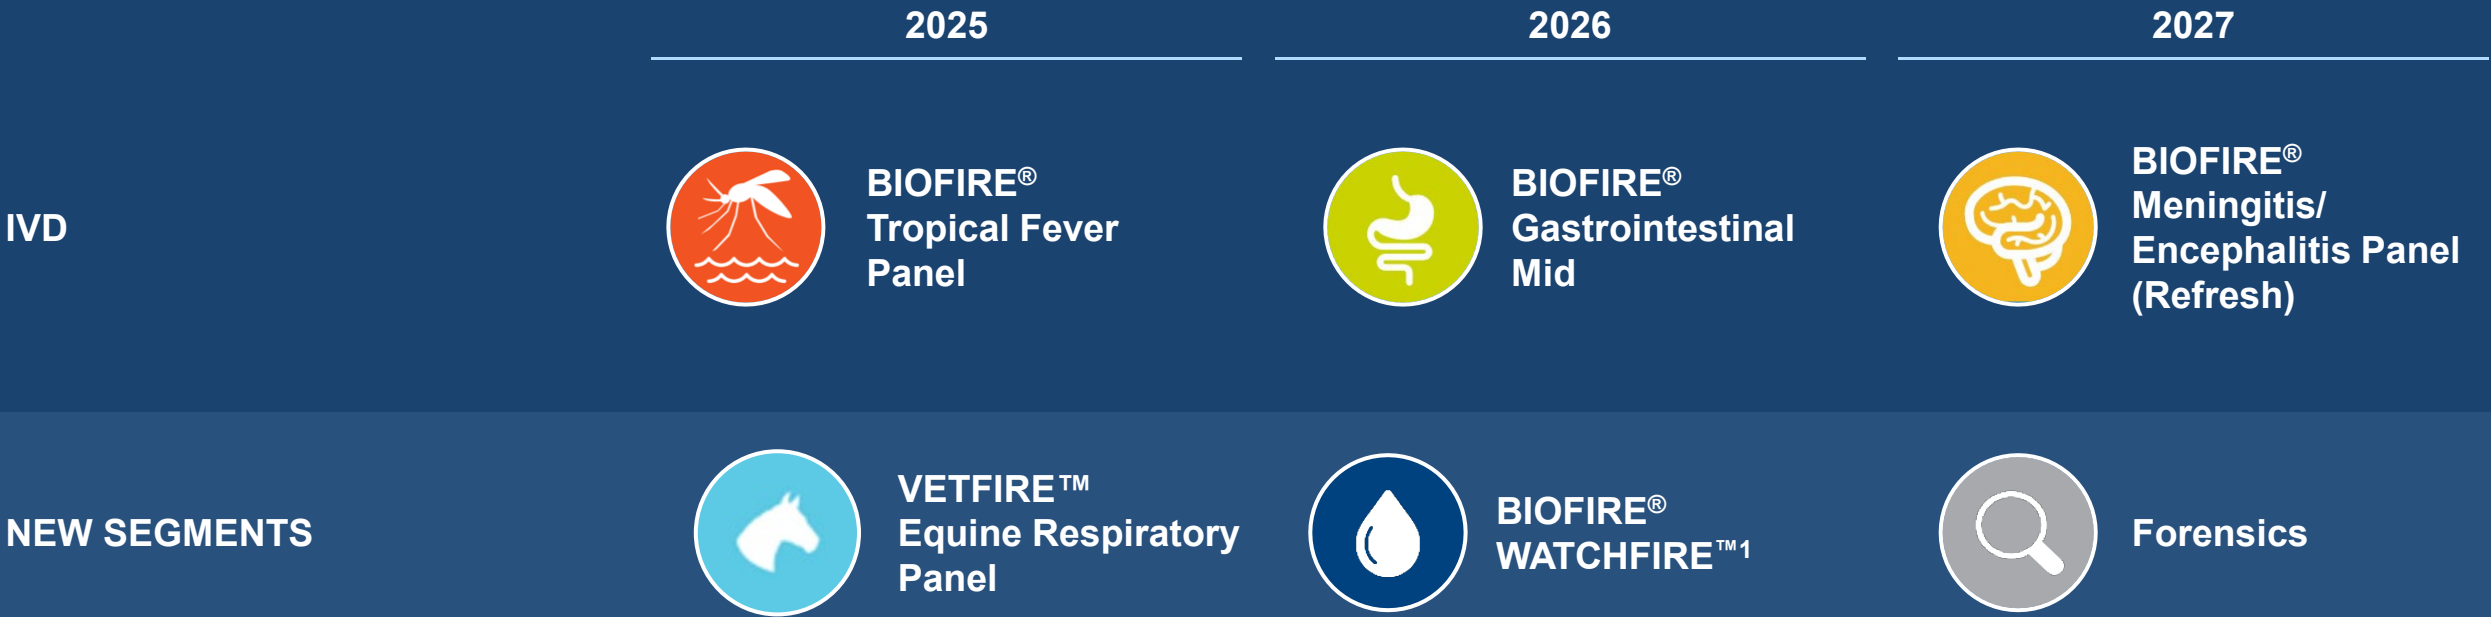 2025
2026
2027
IVD
BIOFIRE®
Tropical Fever
Panel
BIOFIRE®
Gastrointestinal
Mid
BIOFIRE®
Meningitis/
Encephalitis Panel
(Refresh)
NEW SEGMENTS
VETFIRE™
Equine Respiratory
Panel
BIOFIRE®
WATCHFIRE™1
Forensics